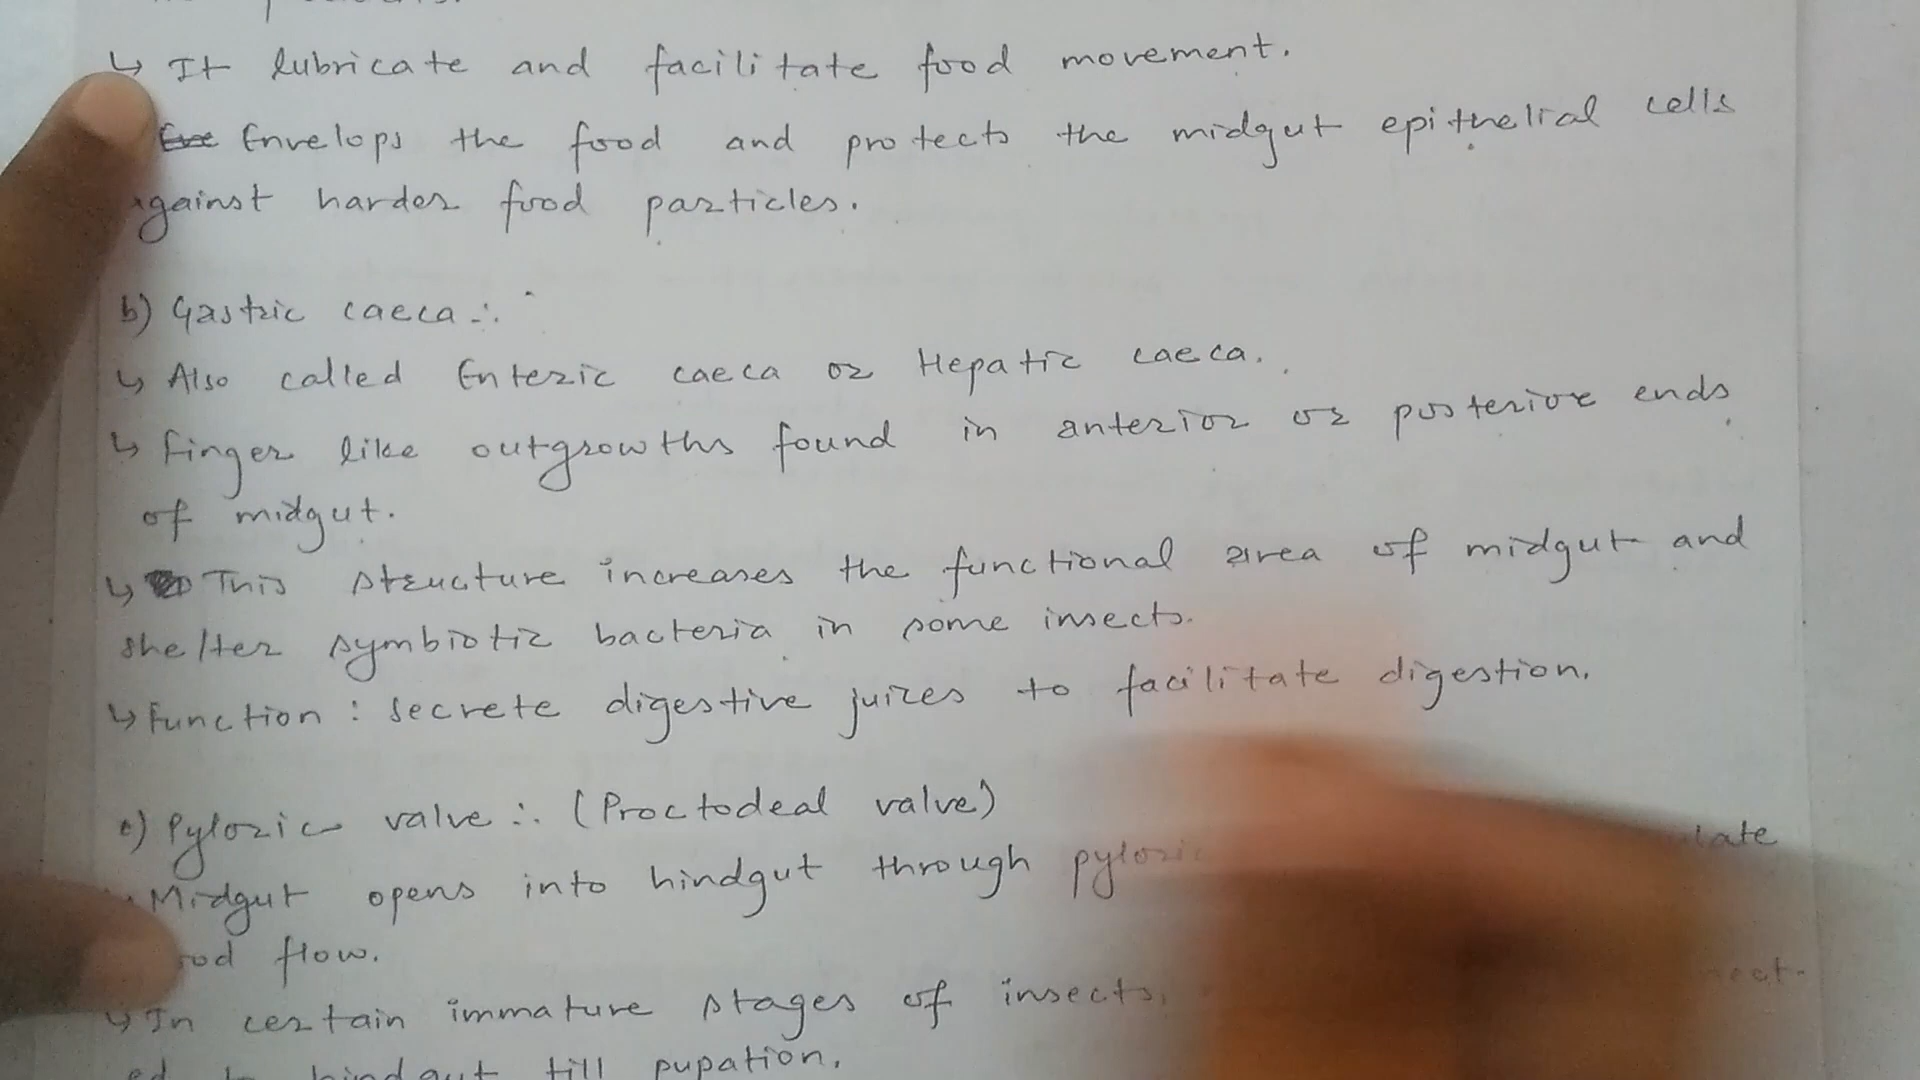 ↳ It lubricate and facilitate food movement.
Envelops the food and protects the midgut epithelial cells
against harder food particles.
b) Gastric caeca :-
↳ Also called Enteric caeca or Hepatic caeca.
↳ Finger like outgrowths found in anterior or posterior ends
of midgut.
↳ This structure increases the functional area of midgut and
shelter symbiotic bacteria in some insects.
↳ Function : secrete digestive juices to facilitate digestion.
c) Pyloric valve :- (Proctodeal valve)
Midgut opens into hindgut through pyloric
flow.
↳ In certain immature stages of insects,
hindgut till pupation.